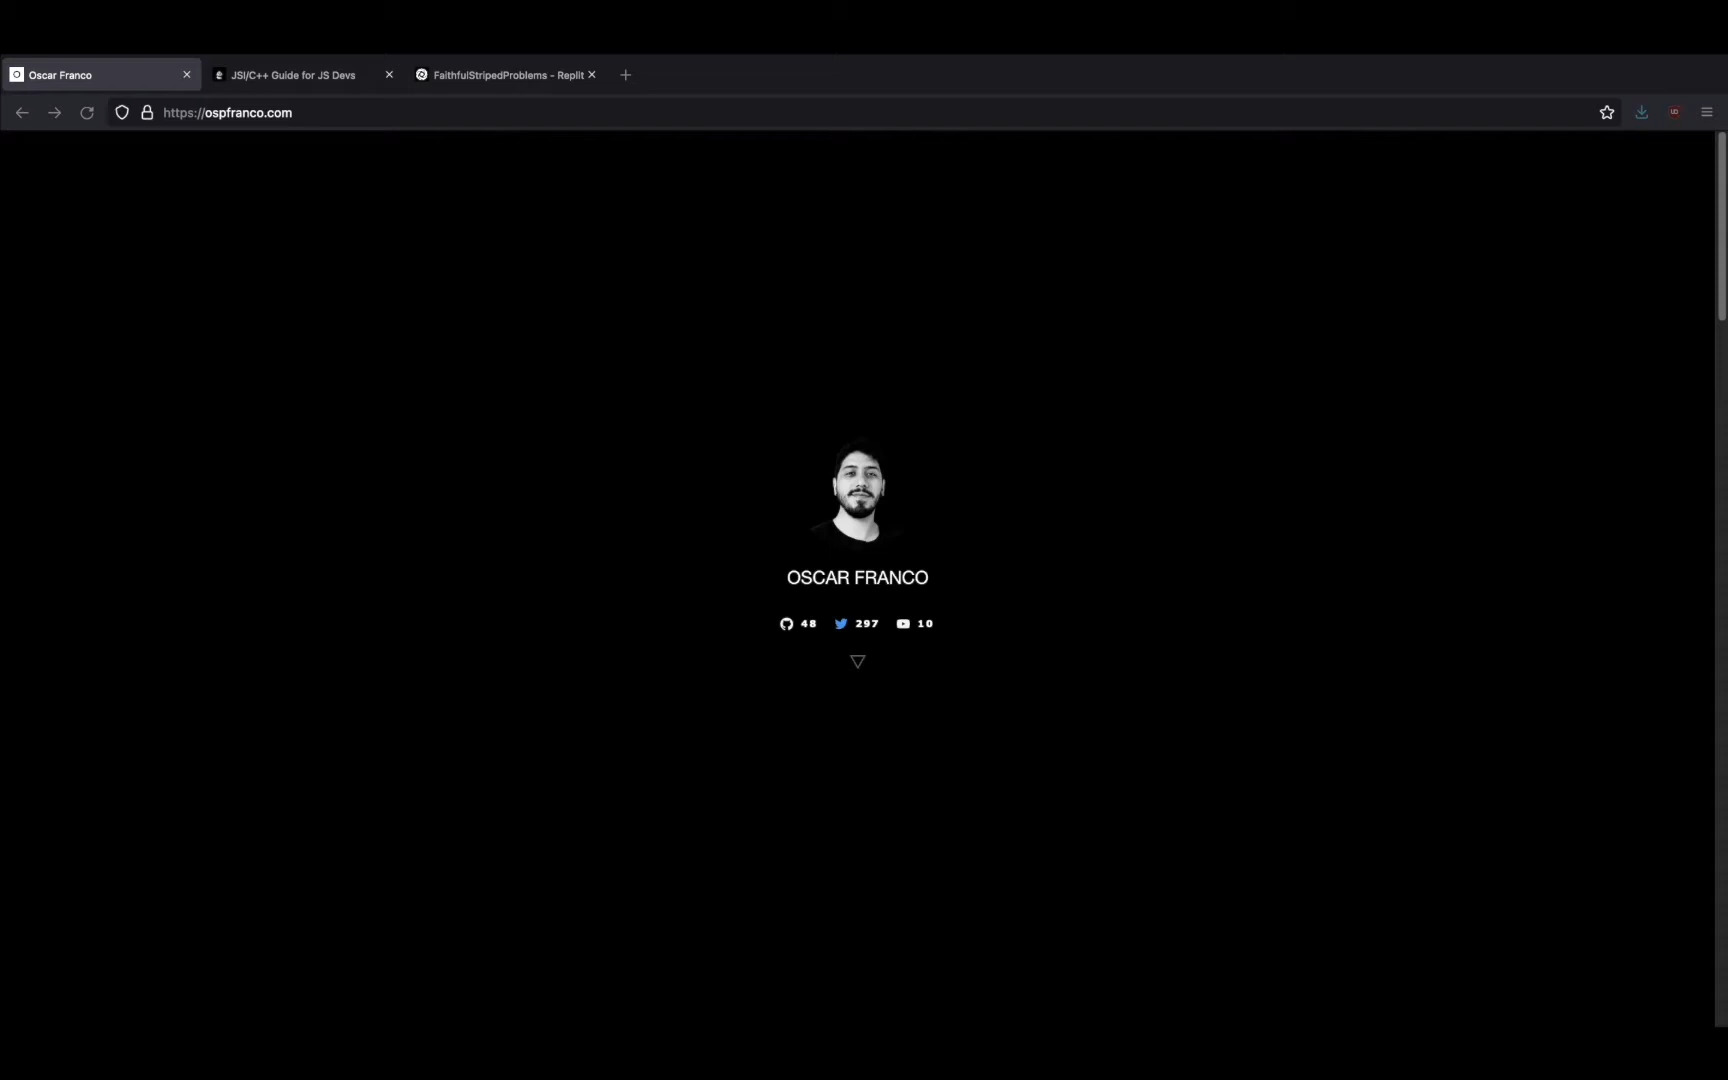 Oscar Franco
JSI/C++ Guide for JS Devs
FaithfulStripedProblems - Replit
https://ospfranco.com
OSCAR FRANCO
48 297 10